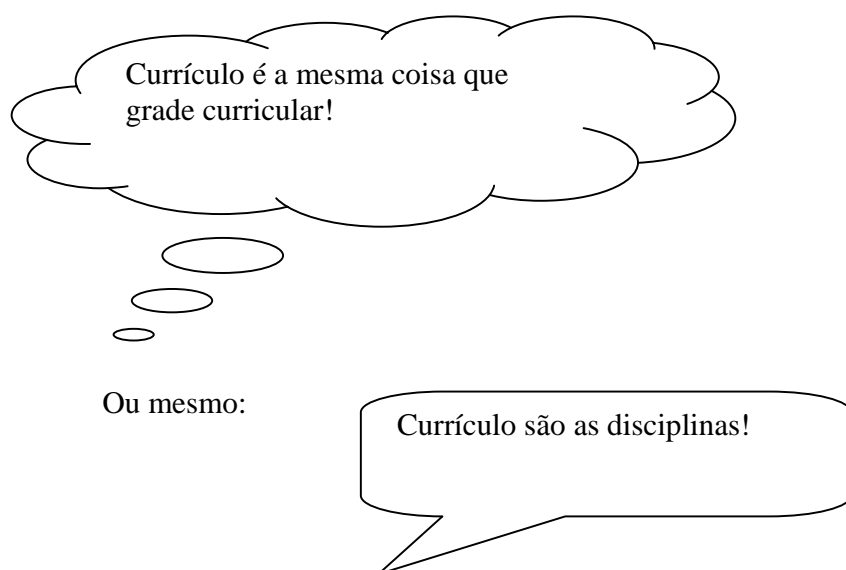 Currículo é a mesma coisa que
grade curricular!
Ou mesmo:
Currículo são as disciplinas!